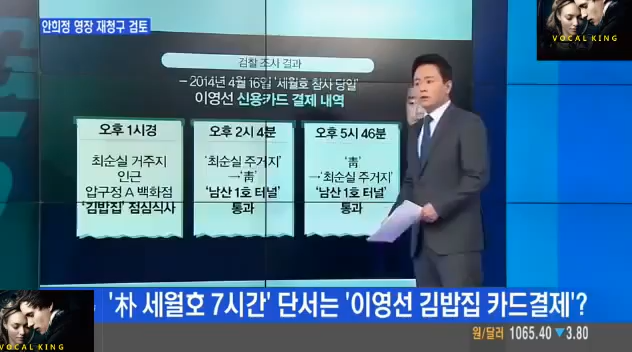 안희정 영장 재청구 검토
VOCAL KING
검찰 조사 결과
– 2014년 4월 16일 '세월호 참사 당일'
이영선 신용카드 결제 내역
오후 1시경
최순실 거주지
인근
압구정 A 백화점
'김밥집' 점심식사
오후 2시 4분
'최순실 주거지'
→'靑'
'남산 1호 터널'
통과
오후 5시 46분
'靑'
→'최순실 주거지'
'남산 1호 터널'
통과
'朴 세월호 7시간' 단서는 '이영선 김밥집 카드결제'?
VOCAL KING
원/달러 1065.40 ▼3.80